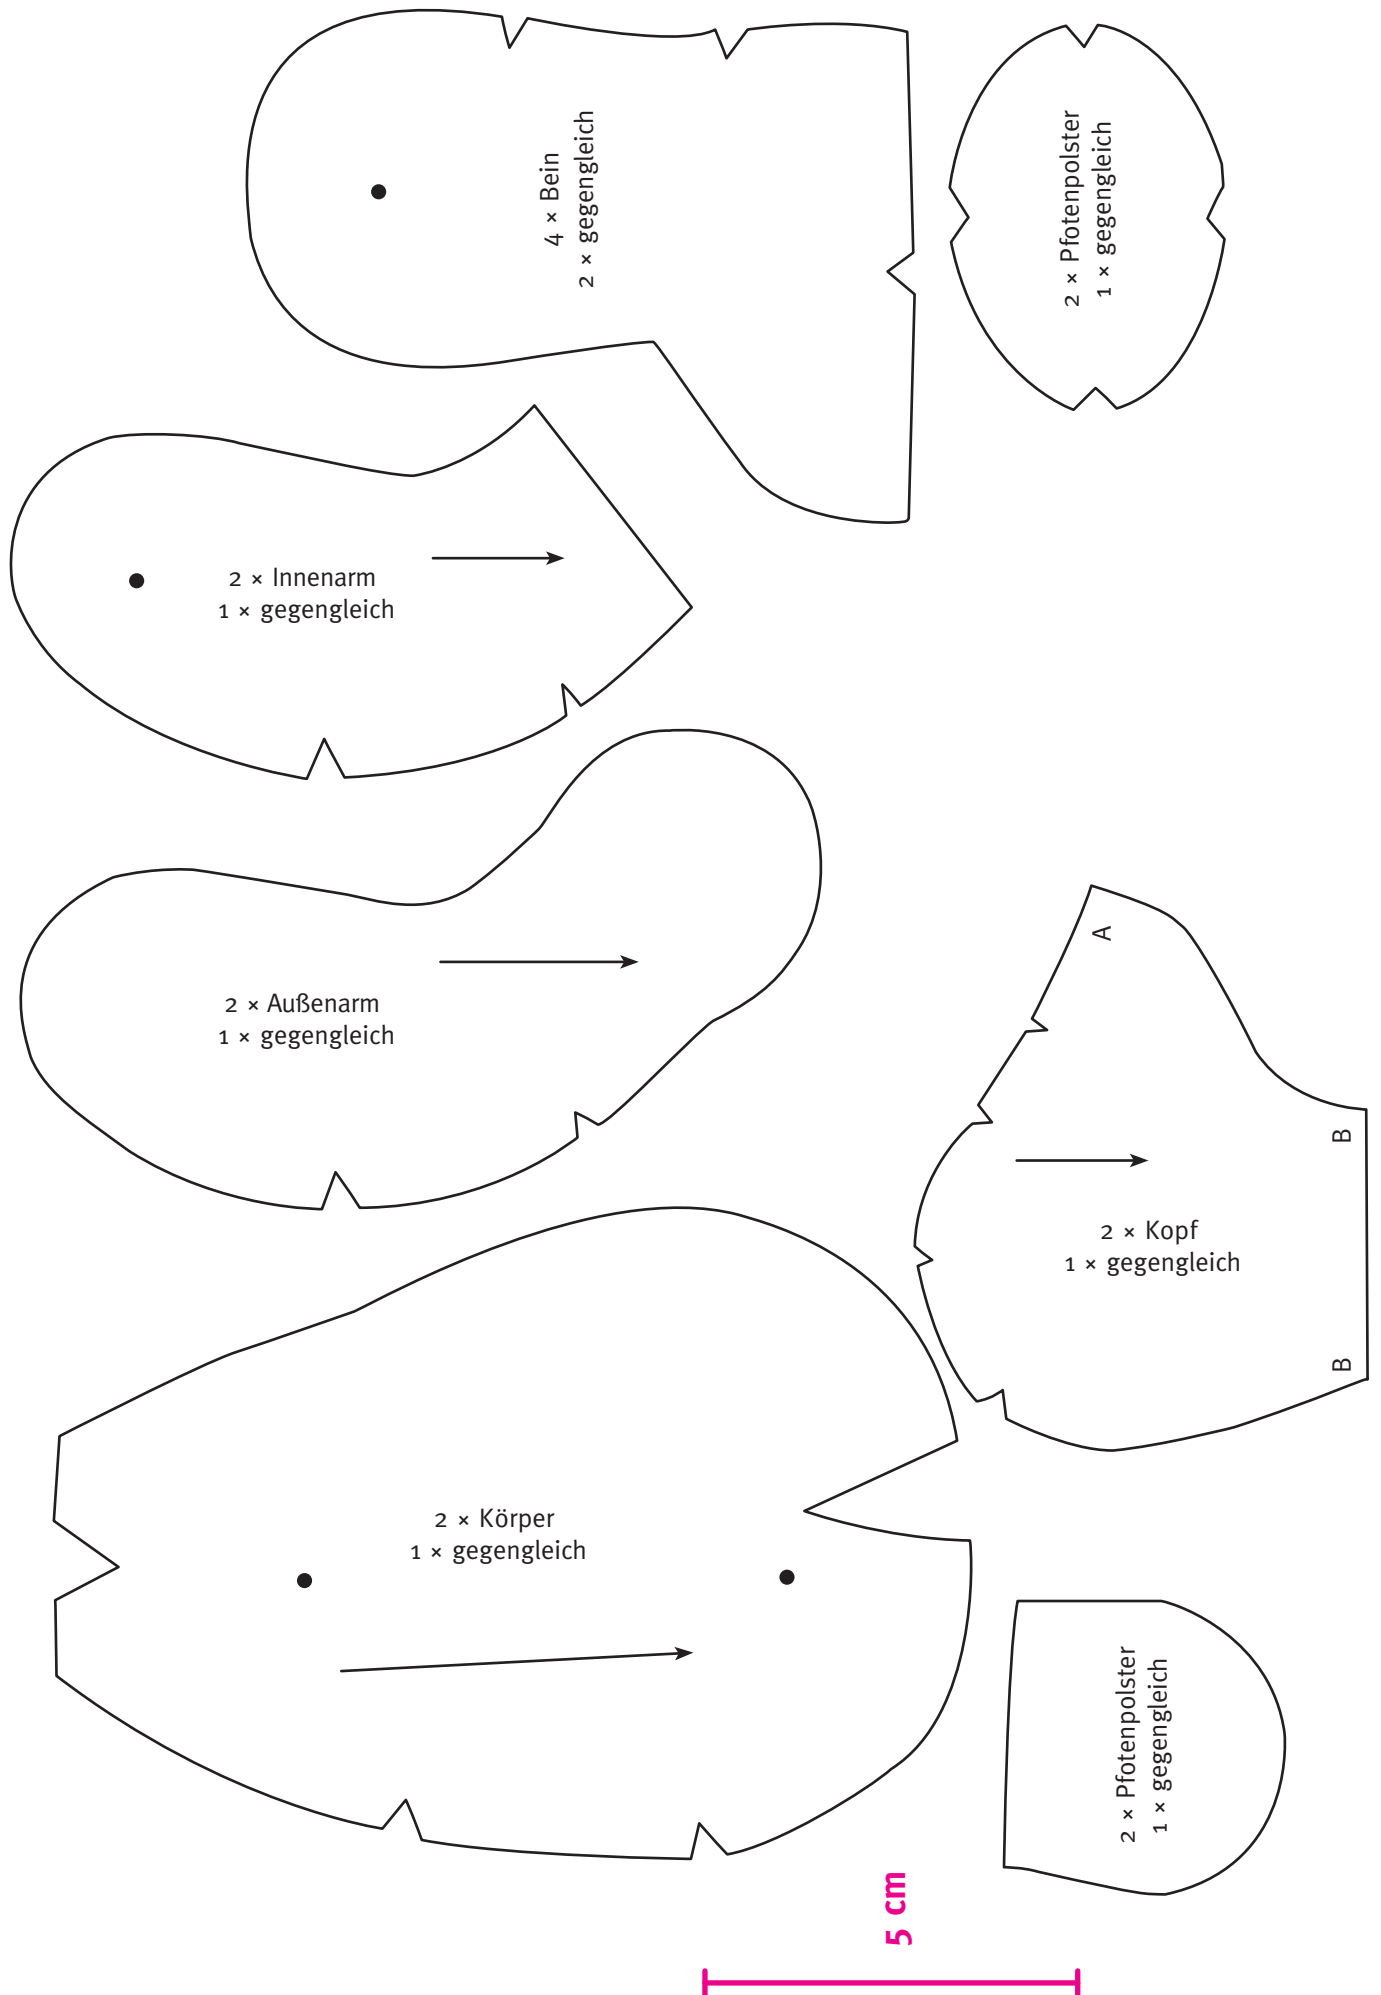 4 × Bein
2 × gegengleich
2 × Pfotenpolster
1 × gegengleich
2 × Innenarm
1 × gegengleich
2 × Außenarm
1 × gegengleich
A
B
2 × Kopf
1 × gegengleich
B
2 × Körper
1 × gegengleich
2 × Pfotenpolster
1 × gegengleich
5 cm